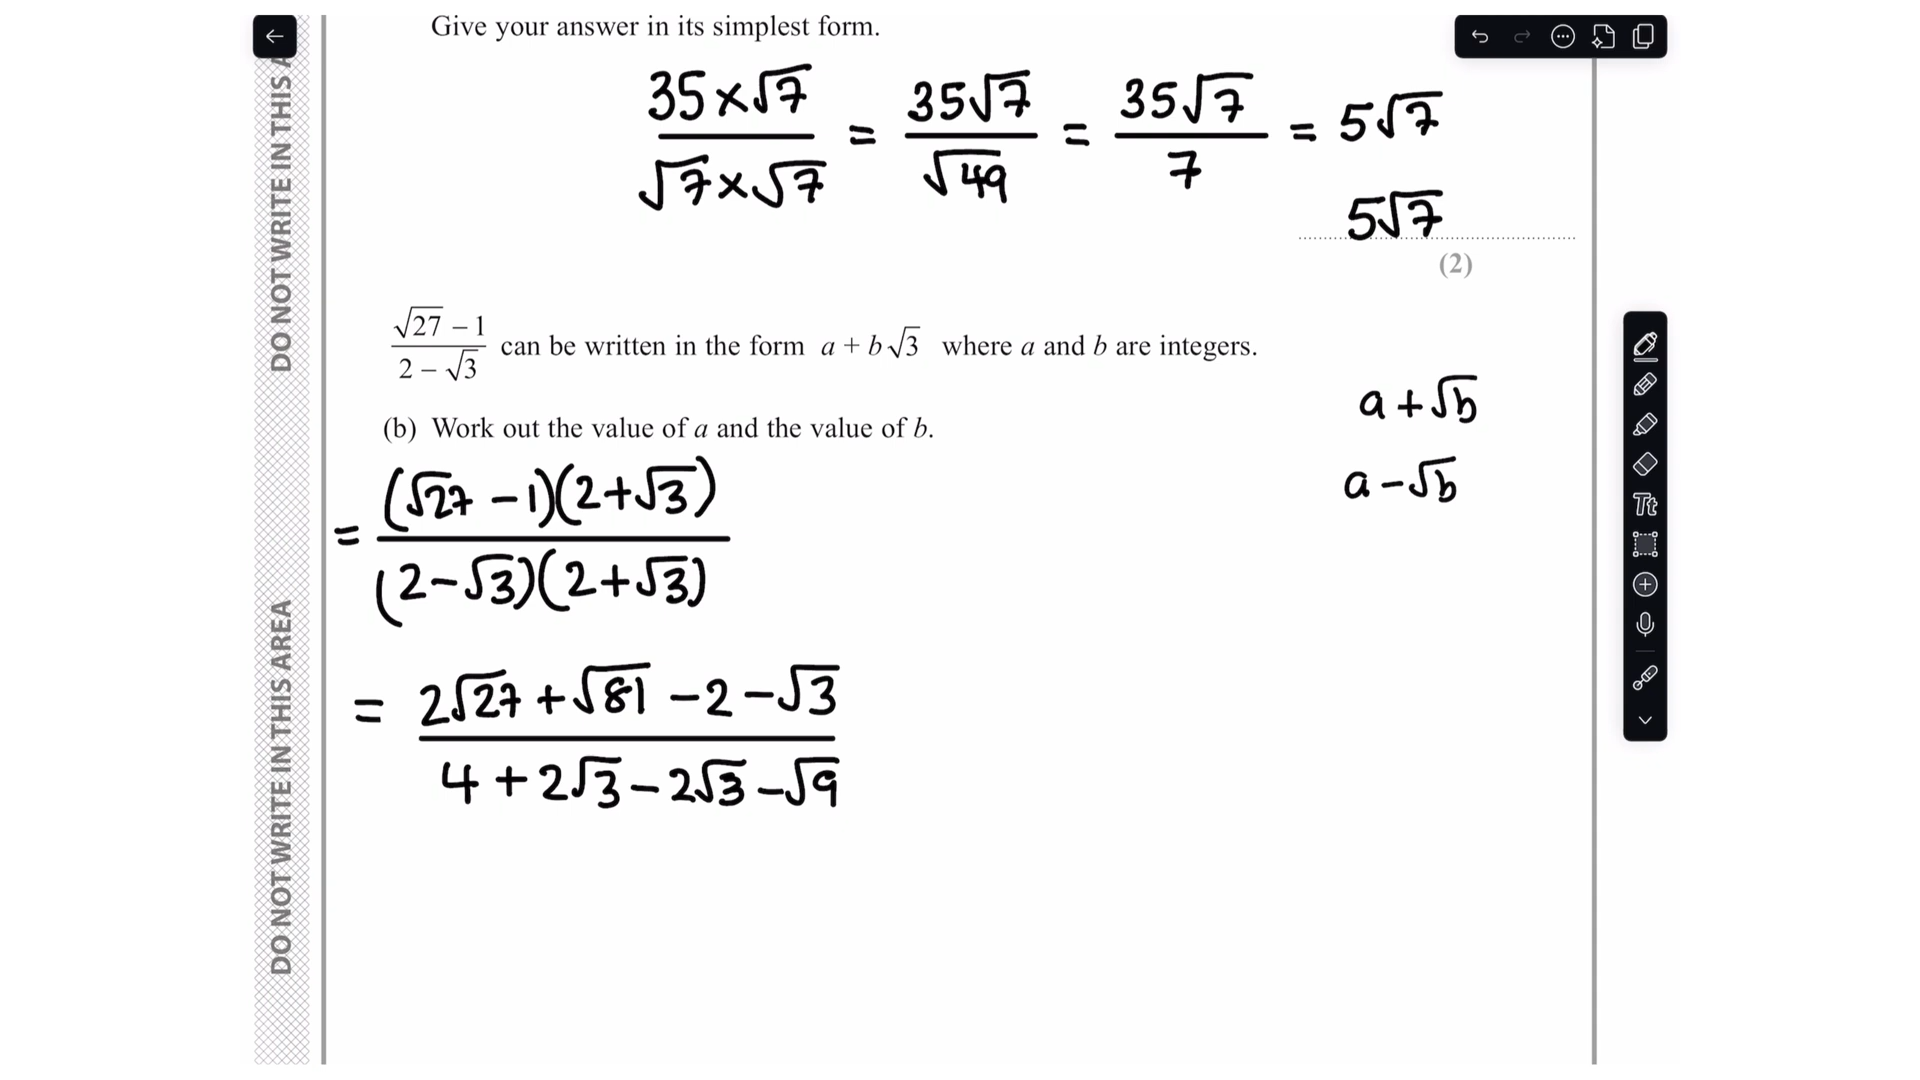 Give your answer in its simplest form.
35×√7 / √7×√7 = 35√7 / √49 = 35√7 / 7 = 5√7
5√7
(2)
√27 − 1 / 2 − √3 can be written in the form a + b√3 where a and b are integers.
a+√b
(b) Work out the value of a and the value of b.
a−√b
= (√27 −1)(2+√3) / (2−√3)(2+√3)
= 2√27 + √81 −2 −√3 / 4 + 2√3 − 2√3 − √9
DO NOT WRITE IN THIS A
DO NOT WRITE IN THIS AREA
Tt